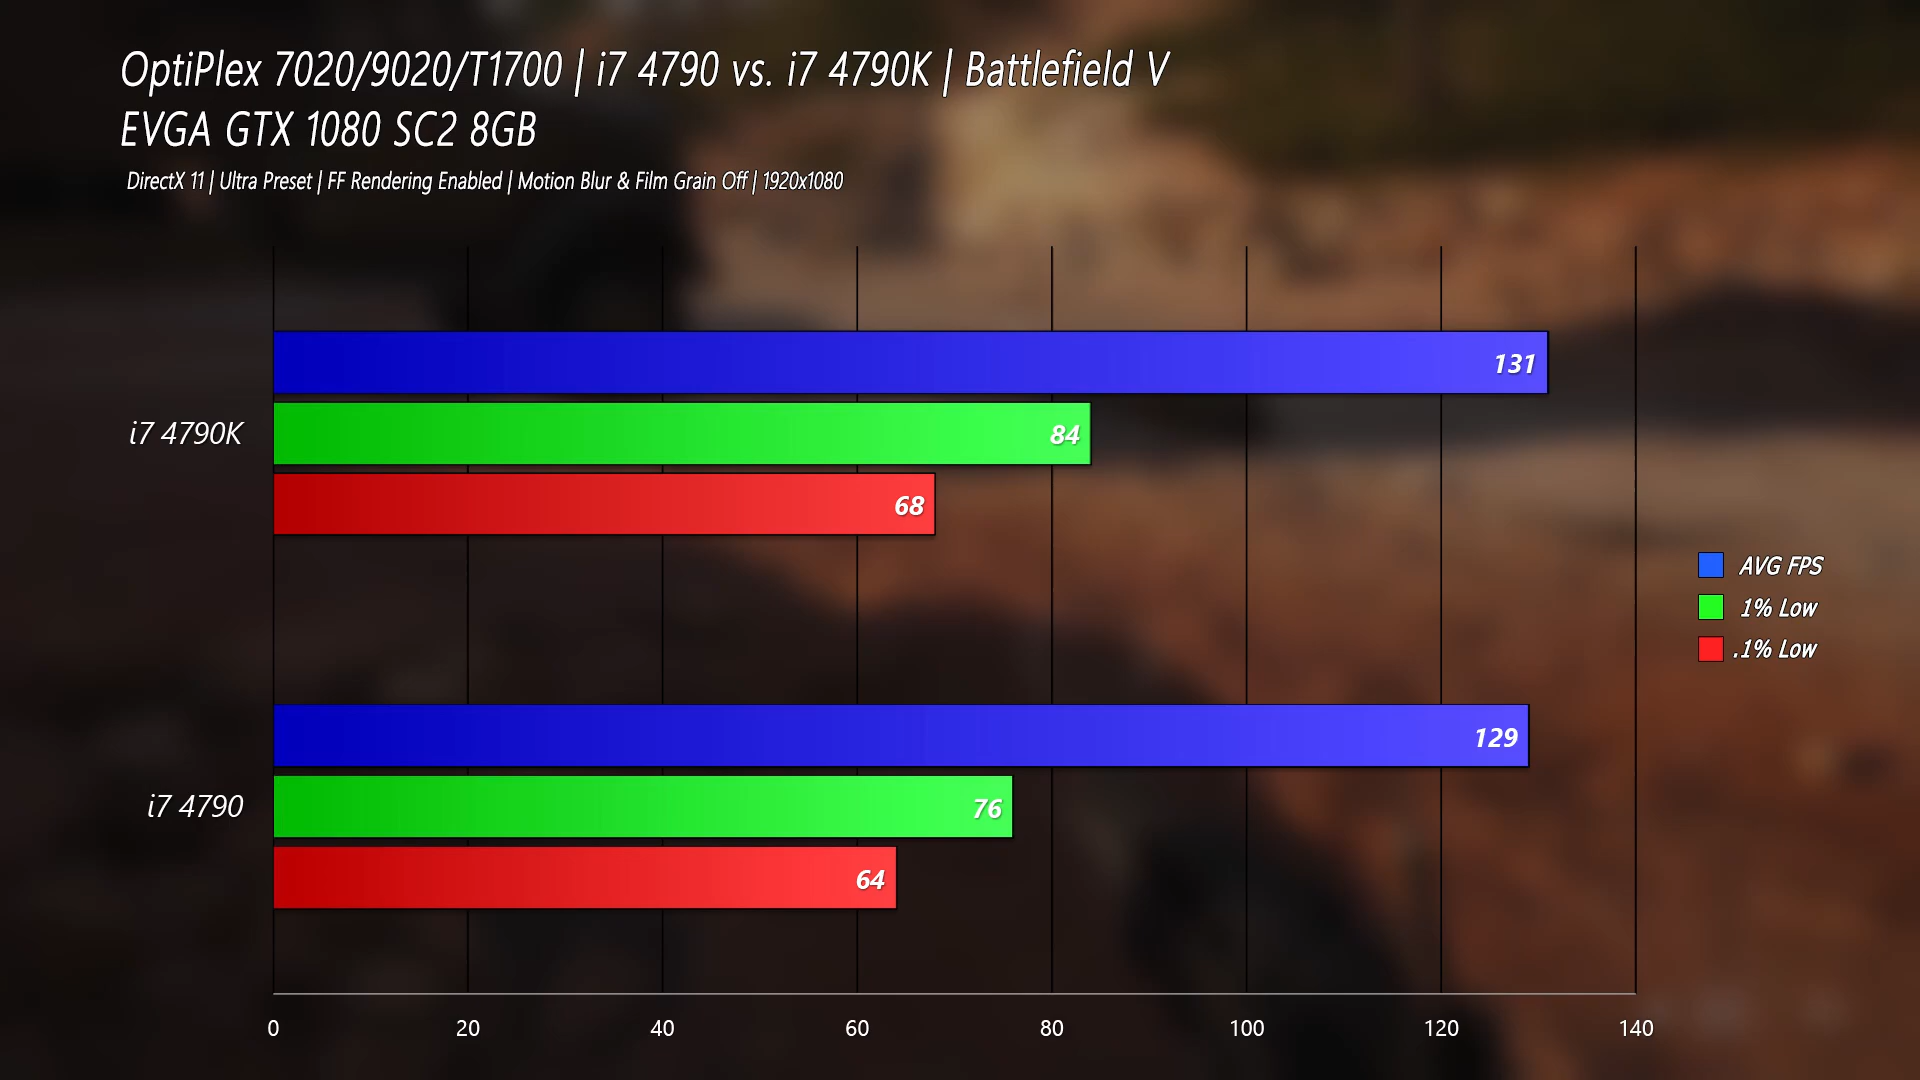 OptiPlex 7020/9020/T1700 | i7 4790 vs. i7 4790K | Battlefield V
EVGA GTX 1080 SC2 8GB
DirectX 11 | Ultra Preset | FF Rendering Enabled | Motion Blur & Film Grain Off | 1920x1080
131
i7 4790K
84
68
AVG FPS
1% Low
.1% Low
129
i7 4790
76
64
0 20 40 60 80 100 120 140